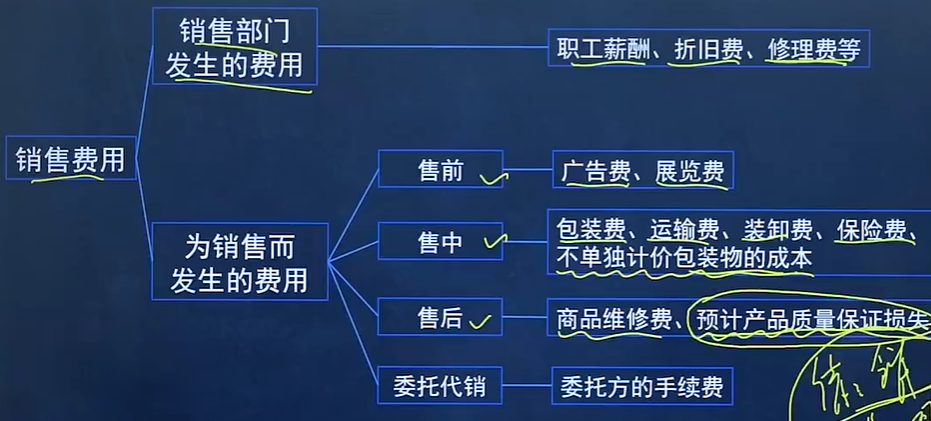 销售部门
发生的费用
职工薪酬、折旧费、修理费等
销售费用
售前
广告费、展览费
为销售而
发生的费用
售中
包装费、运输费、装卸费、保险费、
不单独计价包装物的成本
售后
商品维修费、预计产品质量保证损失
委托代销
委托方的手续费